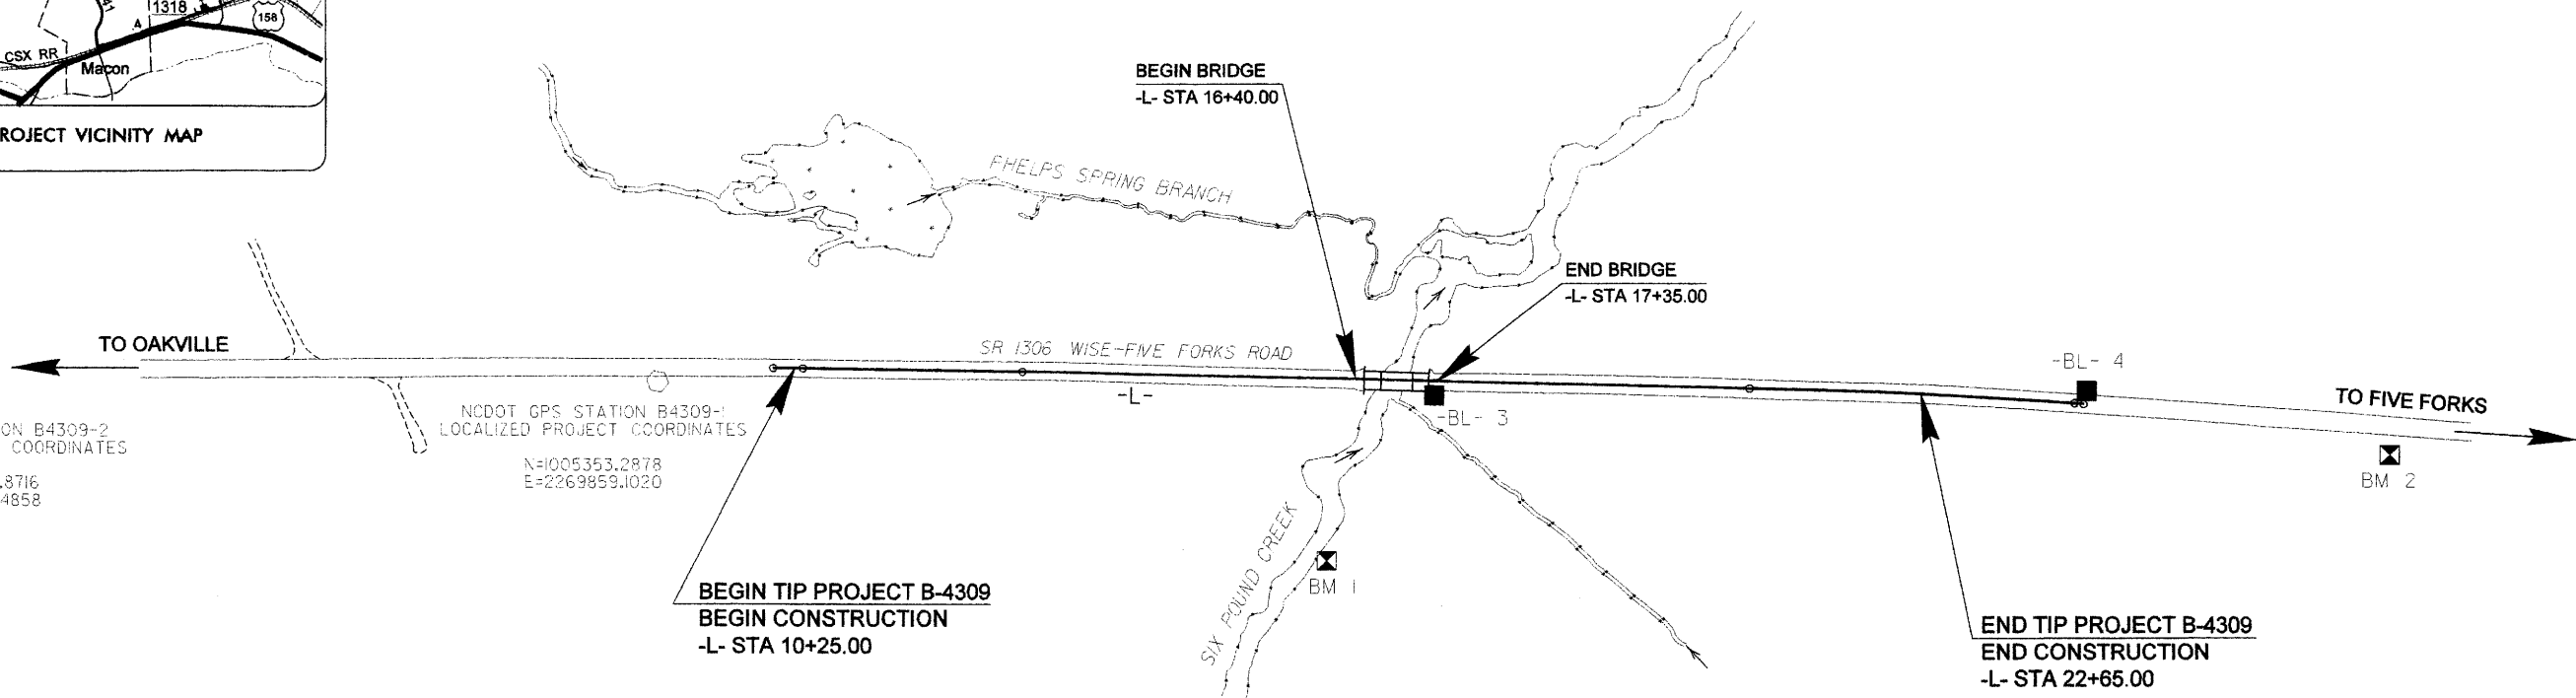 1318
158
A
CSX RR
Macon
ROJECT VICINITY MAP
BEGIN BRIDGE
-L- STA 16+40.00
PHELPS SPRING BRANCH
END BRIDGE
-L- STA 17+35.00
TO OAKVILLE
SR 1306 WISE-FIVE FORKS ROAD
-L-
-BL- 3
-BL- 4
TO FIVE FORKS
BM 2
ON B4309-2
COORDINATES
.8716
4858
NCDOT GPS STATION B4309-1
LOCALIZED PROJECT COORDINATES
N=1005353.2878
E=2269859.1020
SIX POUND CREEK
BM 1
BEGIN TIP PROJECT B-4309
BEGIN CONSTRUCTION
-L- STA 10+25.00
END TIP PROJECT B-4309
END CONSTRUCTION
-L- STA 22+65.00